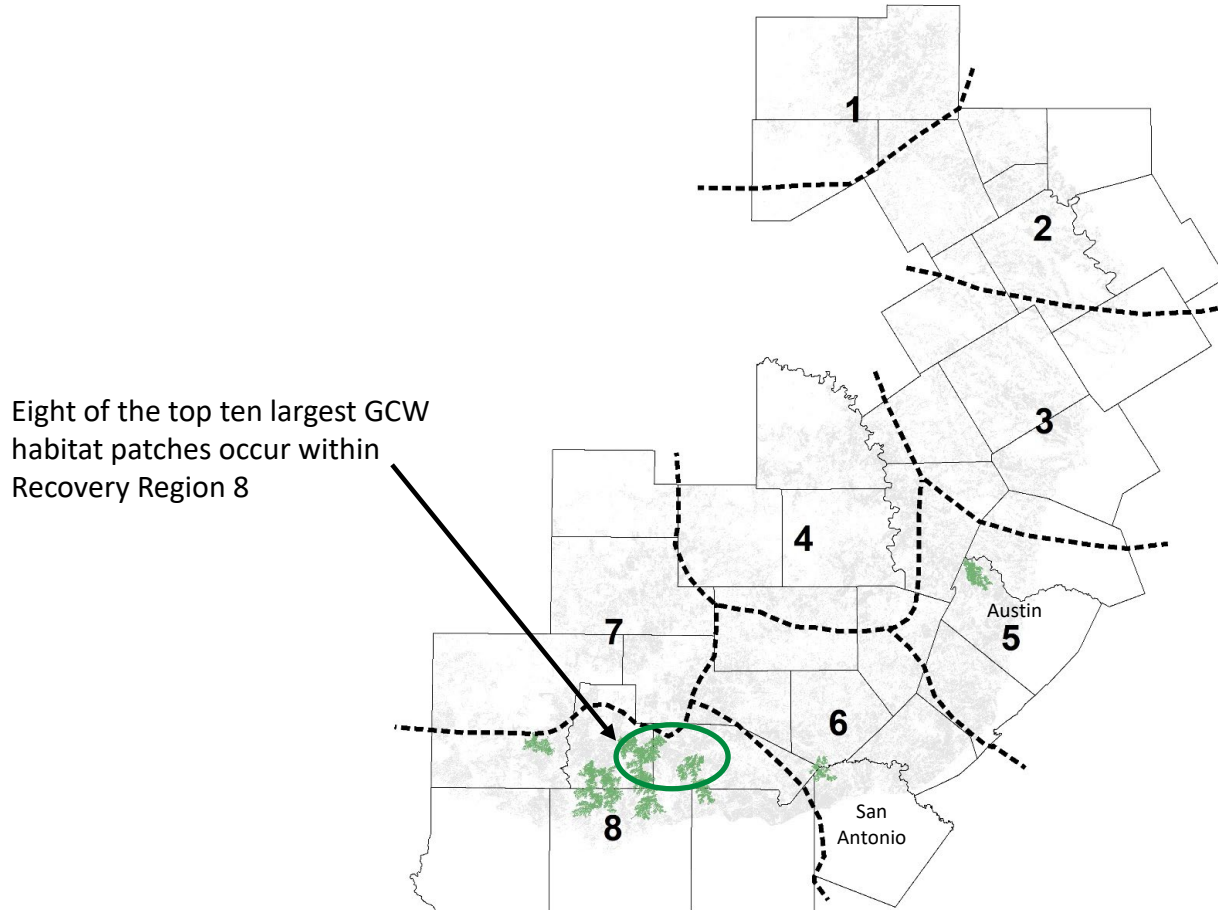 1
2
Eight of the top ten largest GCW
habitat patches occur within
Recovery Region 8
3
4
Austin
5
7
6
San
Antonio
8